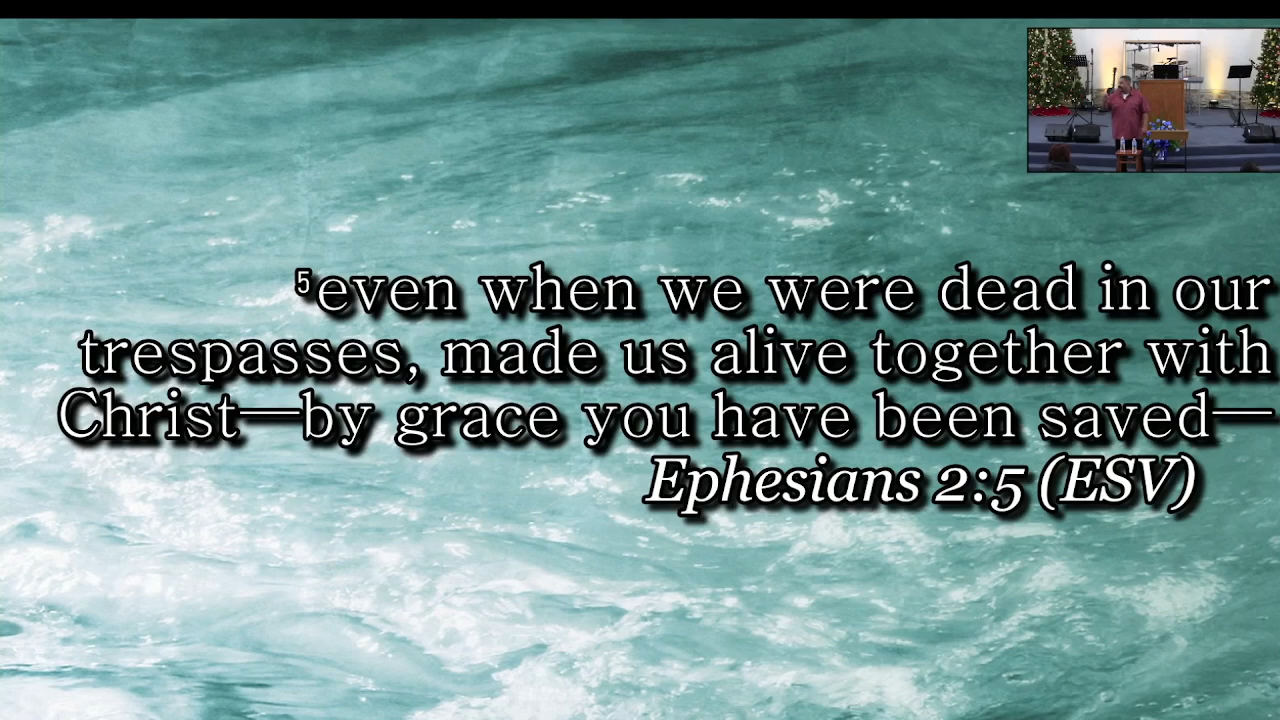 ⁵even when we were dead in our
trespasses, made us alive together with
Christ—by grace you have been saved—
Ephesians 2:5 (ESV)